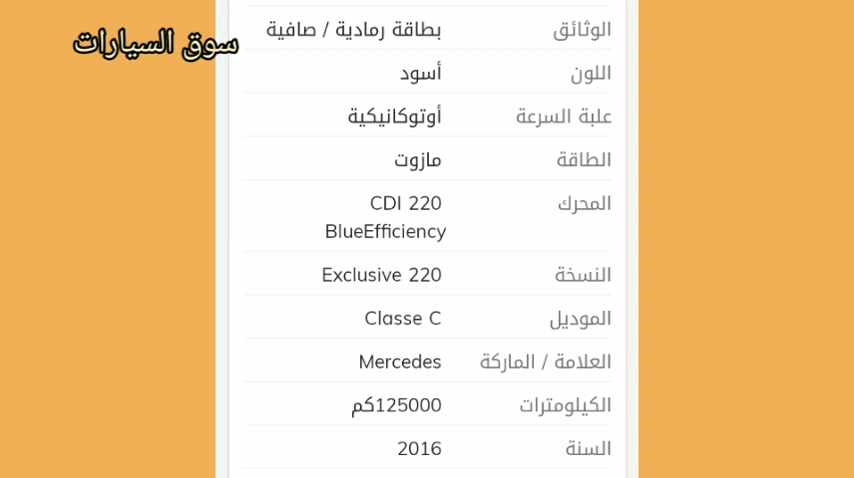 سوق السيارات
الوثائق بطاقة رمادية / صافية
اللون أسود
علبة السرعة أوتوكانيكية
الطاقة مازوت
المحرك CDI 220
BlueEfficiency
النسخة Exclusive 220
الموديل Classe C
العلامة / الماركة Mercedes
الكيلومترات 125000كم
السنة 2016